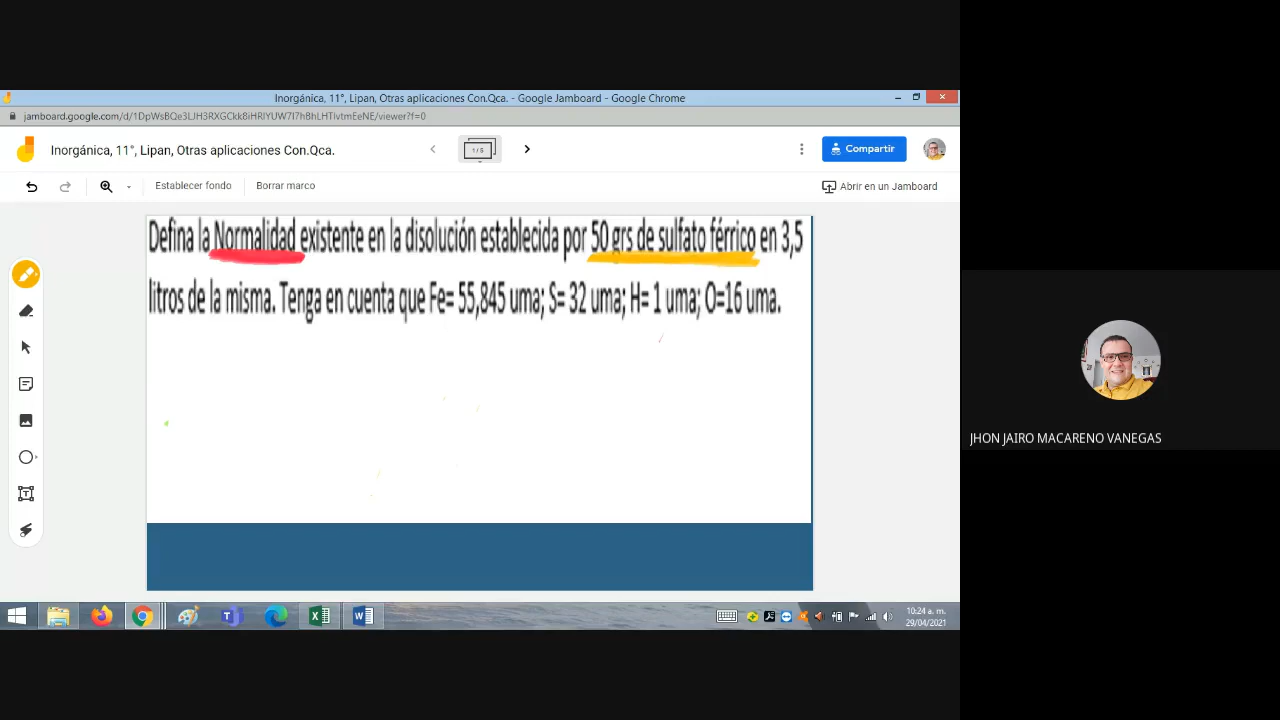 Inorgánica, 11°, Lipan, Otras aplicaciones Con.Qca. - Google Jamboard - Google Chrome
Inorgánica, 11°, Lipan, Otras aplicaciones Con.Qca.
1 / 5
Compartir
Establecer fondo
Borrar marco
Abrir en un Jamboard
Defina la Normalidad existente en la disolución establecida por 50 grs de sulfato férrico en 3,5
litros de la misma. Tenga en cuenta que Fe= 55,845 uma; S= 32 uma; H= 1 uma; O=16 uma.
JHON JAIRO MACARENO VANEGAS
10:24 a. m.
29/04/2021